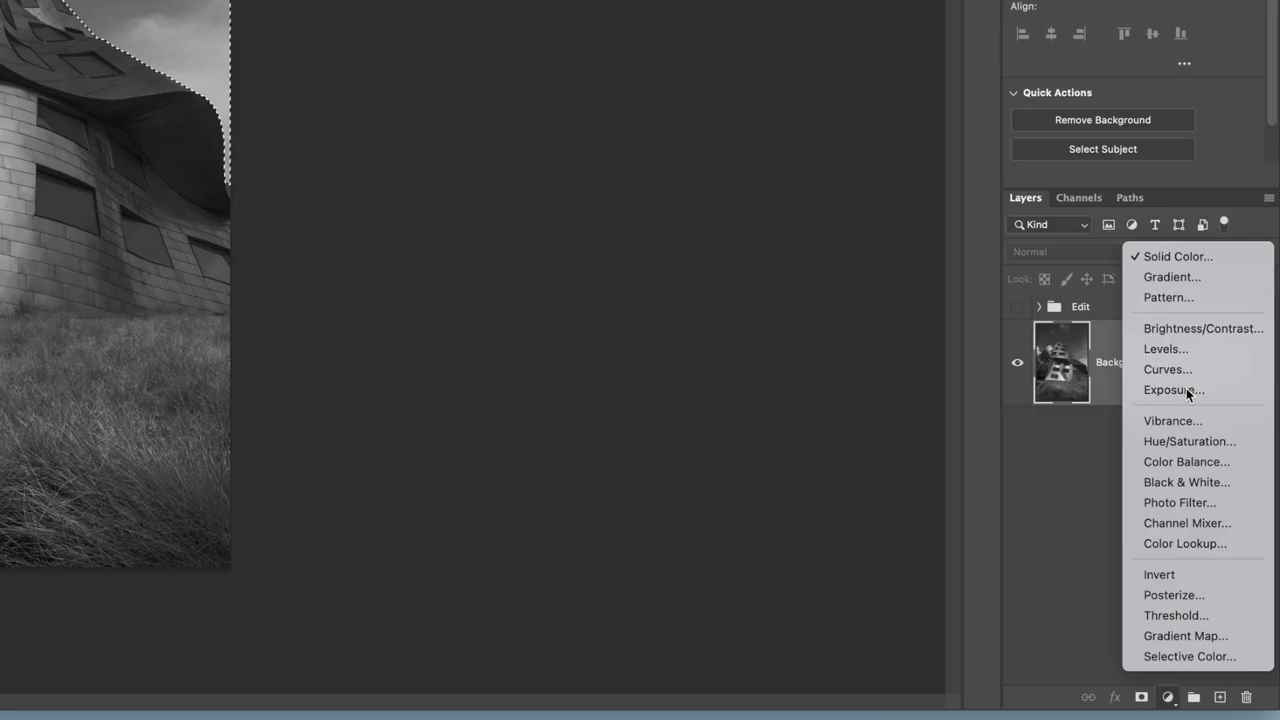 Align:
Quick Actions
Remove Background
Select Subject
Layers Channels Paths
Kind
Normal
Lock:
Edit
Solid Color...
Gradient...
Pattern...
Brightness/Contrast...
Levels...
Curves...
Exposure...
Vibrance...
Hue/Saturation...
Color Balance...
Black & White...
Photo Filter...
Channel Mixer...
Color Lookup...
Invert
Posterize...
Threshold...
Gradient Map...
Selective Color...
fx